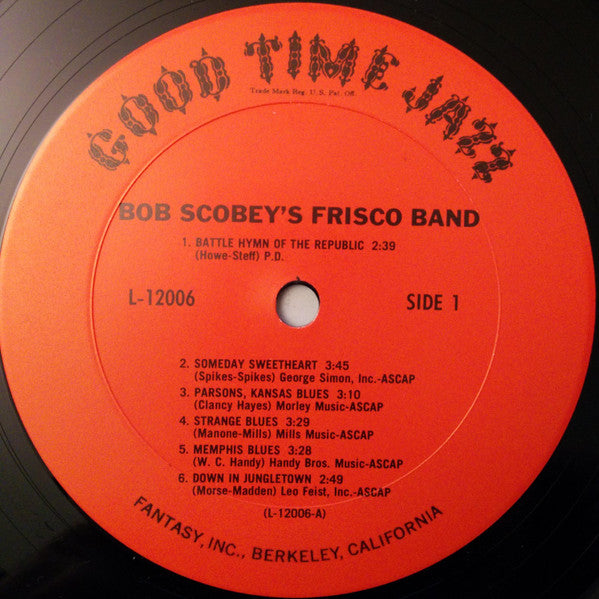 GOOD TIME JAZZ
Trade Mark Reg. U.S. Pat. Off.
BOB SCOBEY'S FRISCO BAND
1. BATTLE HYMN OF THE REPUBLIC 2:39
(Howe-Steff) P.D.
L-12006
SIDE 1
2. SOMEDAY SWEETHEART 3:45
(Spikes-Spikes) George Simon, Inc.-ASCAP
3. PARSONS, KANSAS BLUES 3:10
(Clancy Hayes) Morley Music-ASCAP
4. STRANGE BLUES 3:29
(Manone-Mills) Mills Music-ASCAP
5. MEMPHIS BLUES 3:28
(W. C. Handy) Handy Bros. Music-ASCAP
6. DOWN IN JUNGLETOWN 2:49
(Morse-Madden) Leo Feist, Inc.-ASCAP
(L-12006-A)
FANTASY, INC., BERKELEY, CALIFORNIA